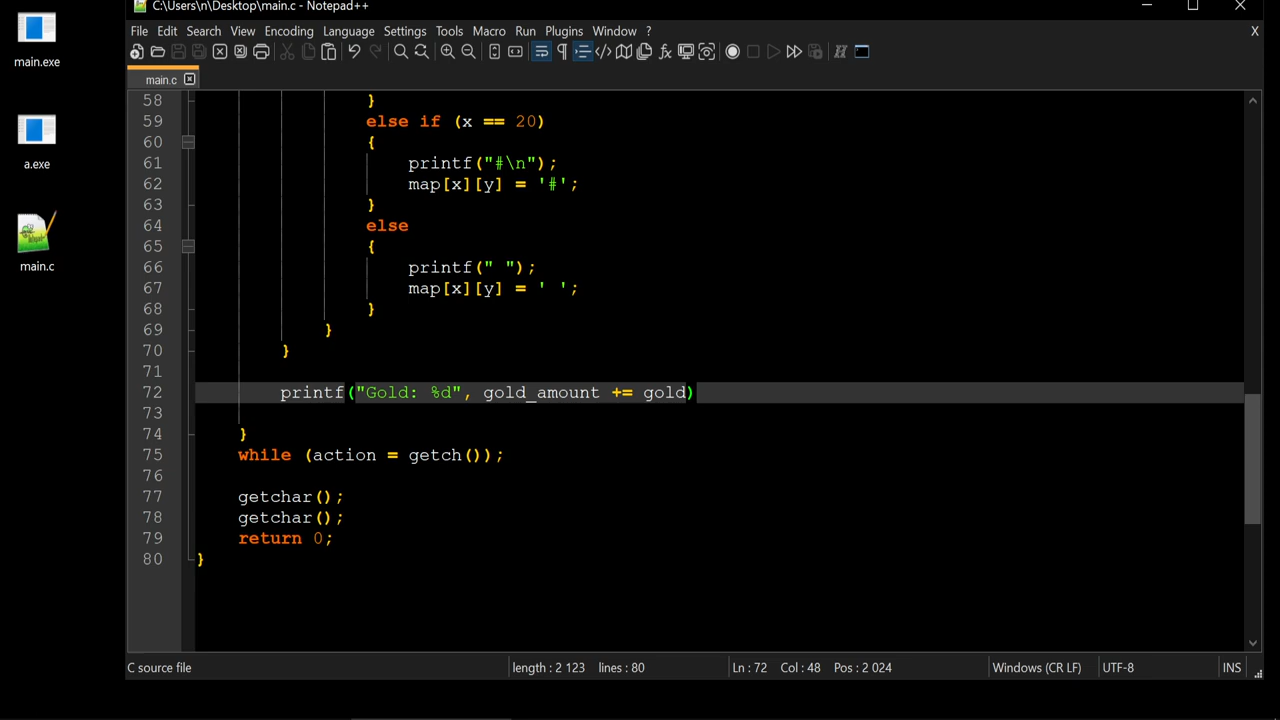 C:\Users\n\Desktop\main.c - Notepad++
File Edit Search View Encoding Language Settings Tools Macro Run Plugins Window ? X
main.exe
a.exe
main.c
main.c
58 }
59 else if (x == 20)
60 {
61 printf("#\n");
62 map[x][y] = '#';
63 }
64 else
65 {
66 printf(" ");
67 map[x][y] = ' ';
68 }
69 }
70 }
71
72 printf("Gold: %d", gold_amount += gold)
73
74 }
75 while (action = getch());
76
77 getchar();
78 getchar();
79 return 0;
80 }
C source file length : 2 123 lines : 80 Ln : 72 Col : 48 Pos : 2 024 Windows (CR LF) UTF-8 INS